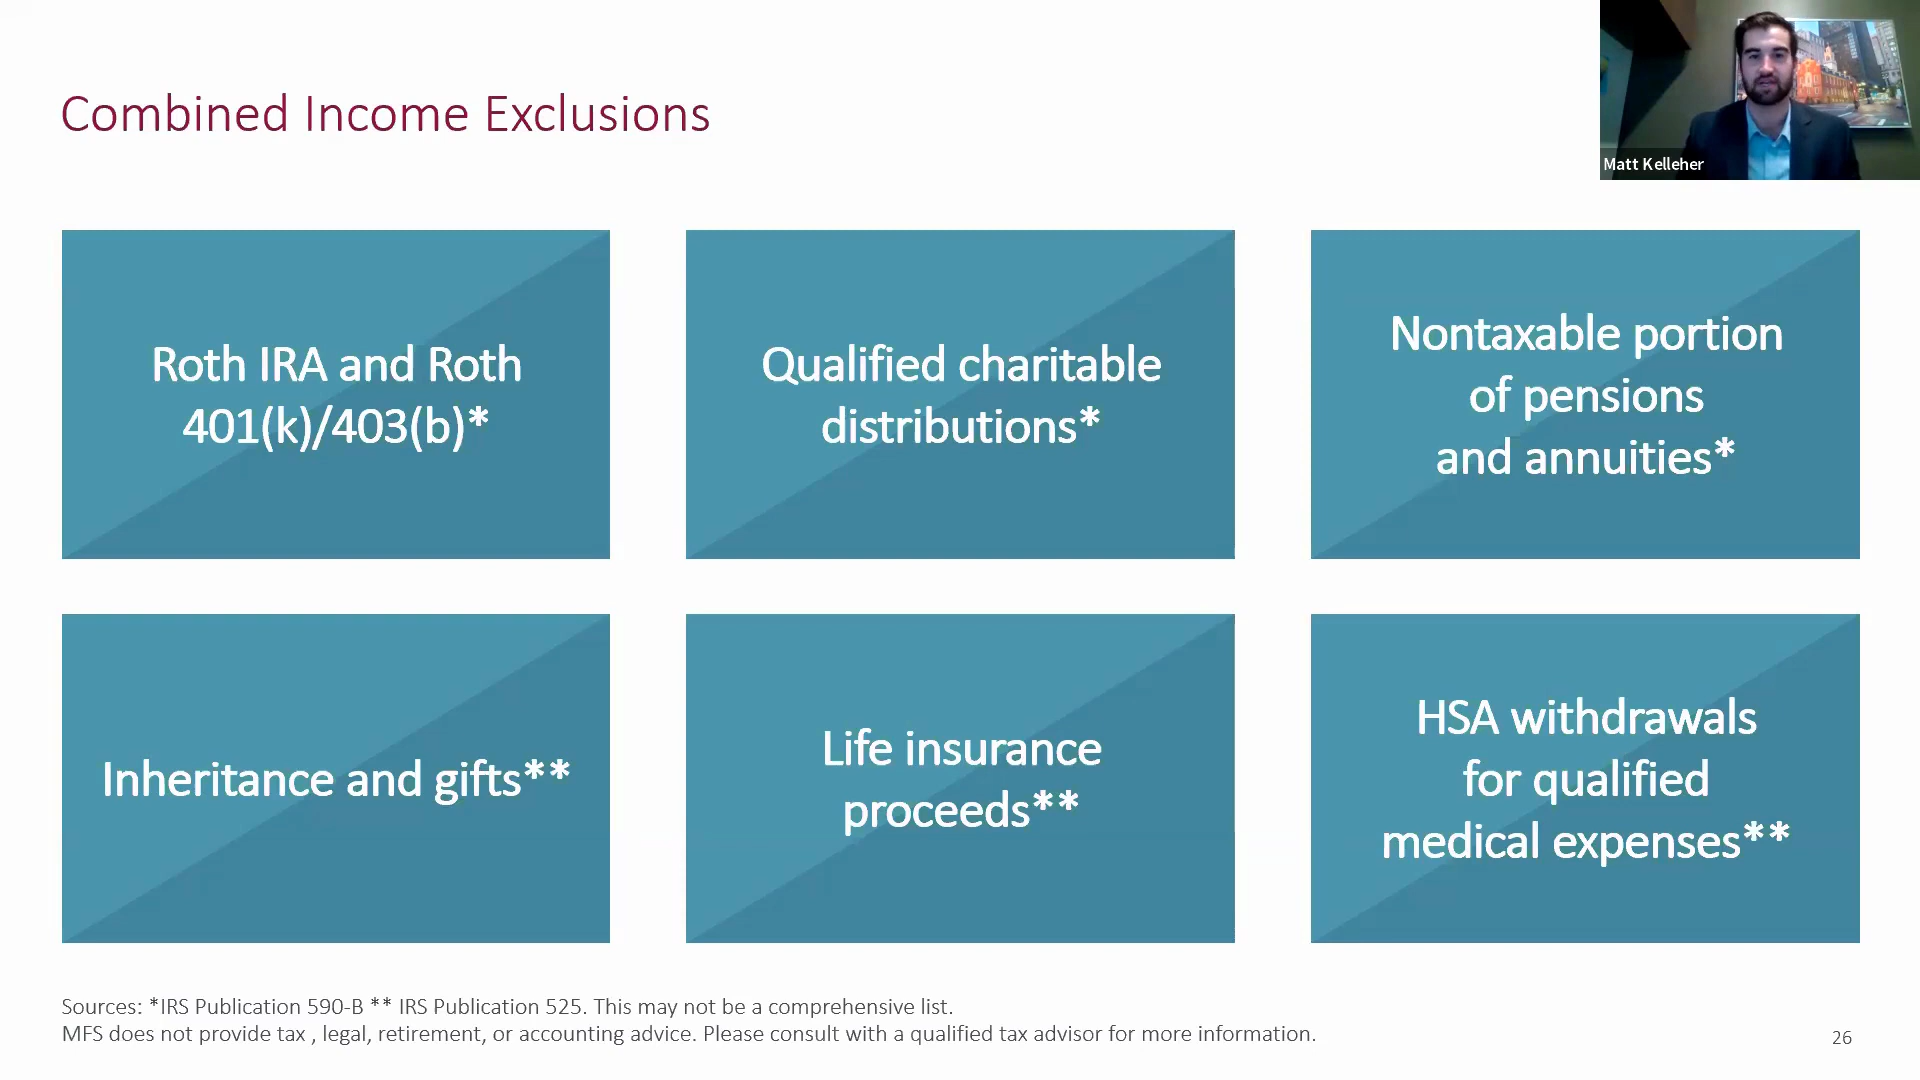 Combined Income Exclusions
Matt Kelleher
Roth IRA and Roth
401(k)/403(b)*
Qualified charitable
distributions*
Nontaxable portion
of pensions
and annuities*
Inheritance and gifts**
Life insurance
proceeds**
HSA withdrawals
for qualified
medical expenses**
Sources: *IRS Publication 590-B ** IRS Publication 525. This may not be a comprehensive list.
MFS does not provide tax , legal, retirement, or accounting advice. Please consult with a qualified tax advisor for more information.
26